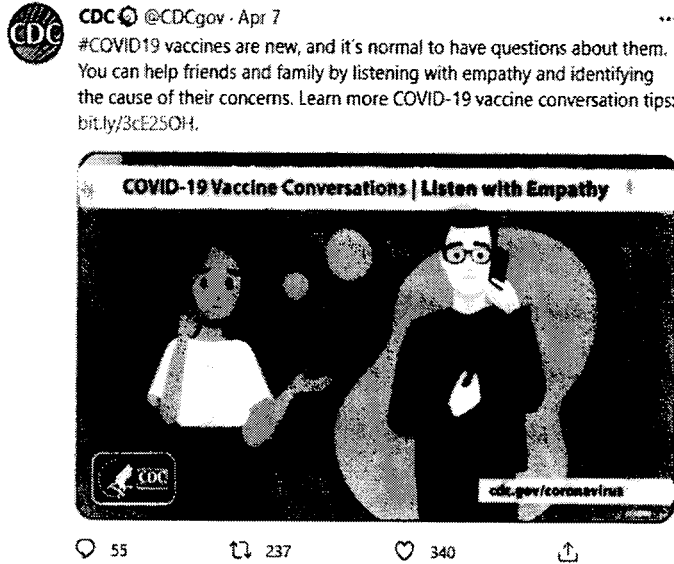 CDC
CDC @CDCgov · Apr 7
#COVID19 vaccines are new, and it's normal to have questions about them.
You can help friends and family by listening with empathy and identifying
the cause of their concerns. Learn more COVID-19 vaccine conversation tips:
bit.ly/3cE25OH.
COVID-19 Vaccine Conversations | Listen with Empathy
CDC
cdc.gov/coronavirus
55 237 340